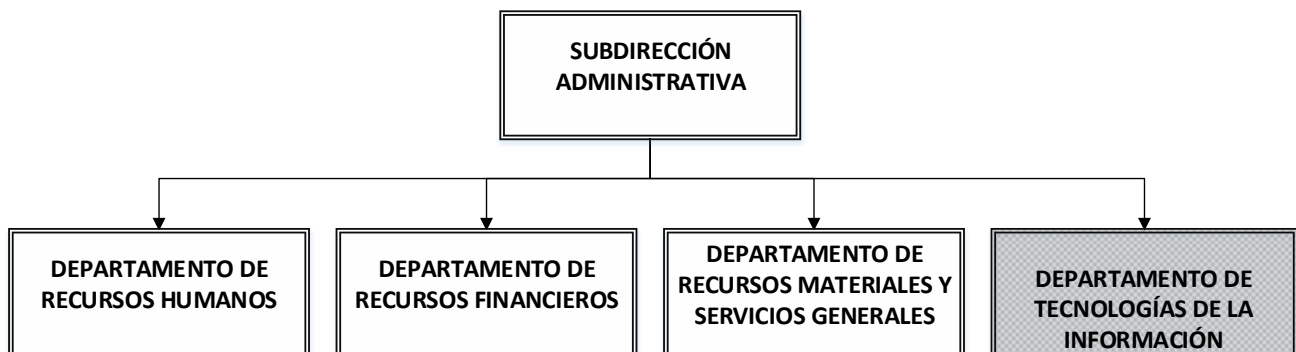 SUBDIRECCIÓN
ADMINISTRATIVA
DEPARTAMENTO DE
RECURSOS HUMANOS
DEPARTAMENTO DE
RECURSOS FINANCIEROS
DEPARTAMENTO DE
RECURSOS MATERIALES Y
SERVICIOS GENERALES
DEPARTAMENTO DE
TECNOLOGÍAS DE LA
INFORMACIÓN